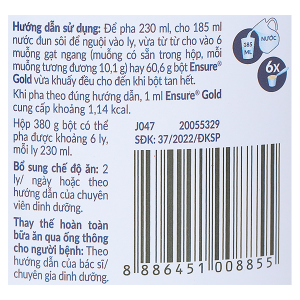 Hướng dẫn sử dụng: Để pha 230 ml, cho 185 ml
nước đun sôi để nguội vào ly, vừa từ từ cho vào 6
muỗng gạt ngang (muỗng có sẵn trong hộp, mỗi
muỗng tương đương 10,1 g) hay 60,6 g bột Ensure®
Gold vừa khuấy đều cho đến khi bột tan hết.
Khi pha theo đúng hướng dẫn, 1 ml Ensure® Gold
cung cấp khoảng 1,14 kcal.
Hộp 380 g bột có thể
pha được khoảng 6 ly,
mỗi ly 230 ml.
Bổ sung chế độ ăn: 2
ly/ ngày hoặc theo
hướng dẫn của chuyên
viên dinh dưỡng.
Thay thế hoàn toàn
bữa ăn qua ống thông
cho người bệnh: Theo
hướng dẫn của bác sĩ/
chuyên gia dinh dưỡng.
185
ML
NƯỚC
6x
J047 20055329
SĐK: 37/2022/ĐKSP
8 886451 008855